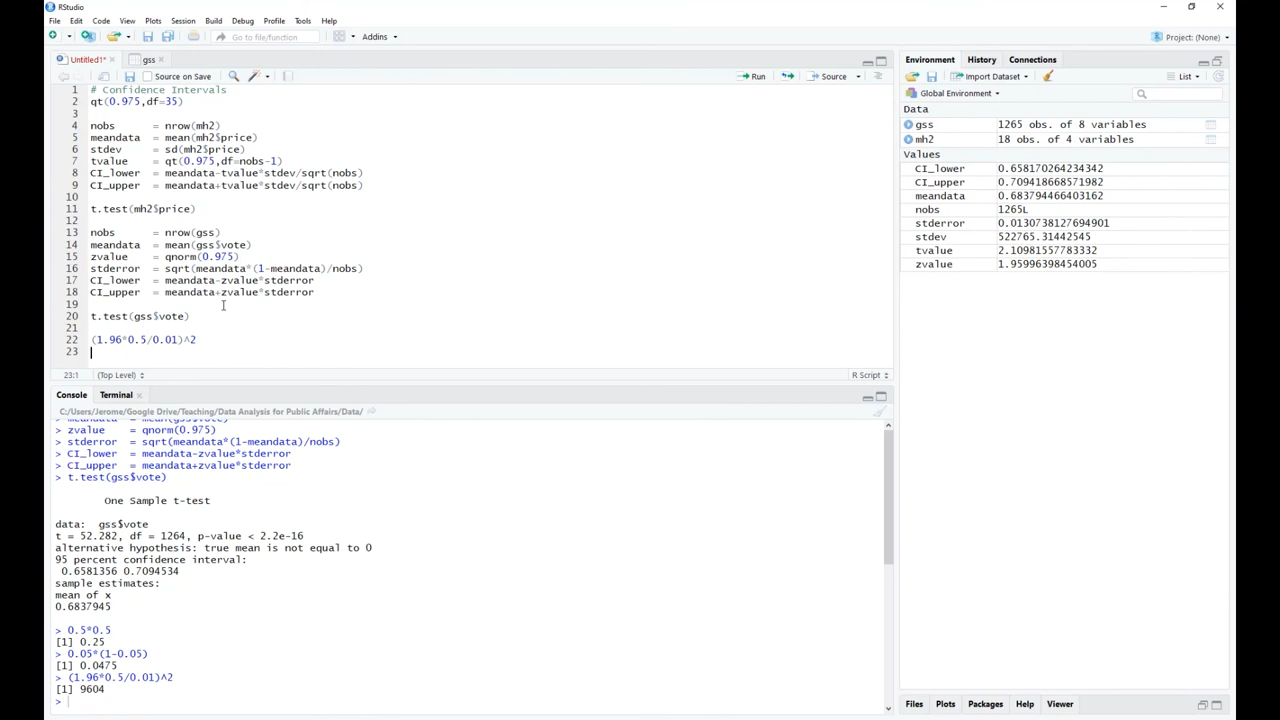 RStudio
File Edit Code View Plots Session Build Debug Profile Tools Help
Go to file/function Addins Project: (None)
Untitled1* gss
Source on Save Run Source
1 # Confidence Intervals
2 qt(0.975,df=35)
3
4 nobs = nrow(mh2)
5 meandata = mean(mh2$price)
6 stdev = sd(mh2$price)
7 tvalue = qt(0.975,df=nobs-1)
8 CI_lower = meandata-tvalue*stdev/sqrt(nobs)
9 CI_upper = meandata+tvalue*stdev/sqrt(nobs)
10
11 t.test(mh2$price)
12
13 nobs = nrow(gss)
14 meandata = mean(gss$vote)
15 zvalue = qnorm(0.975)
16 stderror = sqrt(meandata*(1-meandata)/nobs)
17 CI_lower = meandata-zvalue*stderror
18 CI_upper = meandata+zvalue*stderror
19
20 t.test(gss$vote)
21
22 (1.96*0.5/0.01)^2
23
23:1 (Top Level) R Script
Console Terminal
C:/Users/Jerome/Google Drive/Teaching/Data Analysis for Public Affairs/Data/
> meandata = mean(gss$vote)
> zvalue = qnorm(0.975)
> stderror = sqrt(meandata*(1-meandata)/nobs)
> CI_lower = meandata-zvalue*stderror
> CI_upper = meandata+zvalue*stderror
> t.test(gss$vote)
One Sample t-test
data: gss$vote
t = 52.282, df = 1264, p-value < 2.2e-16
alternative hypothesis: true mean is not equal to 0
95 percent confidence interval:
0.6581356 0.7094534
sample estimates:
mean of x
0.6837945
> 0.5*0.5
[1] 0.25
> 0.05*(1-0.05)
[1] 0.0475
> (1.96*0.5/0.01)^2
[1] 9604
>
Environment History Connections
Import Dataset List
Global Environment
Data
gss 1265 obs. of 8 variables
mh2 18 obs. of 4 variables
Values
CI_lower 0.658170264234342
CI_upper 0.709418668571982
meandata 0.683794466403162
nobs 1265L
stderror 0.0130738127694901
stdev 522765.31442545
tvalue 2.10981557783332
zvalue 1.95996398454005
Files Plots Packages Help Viewer